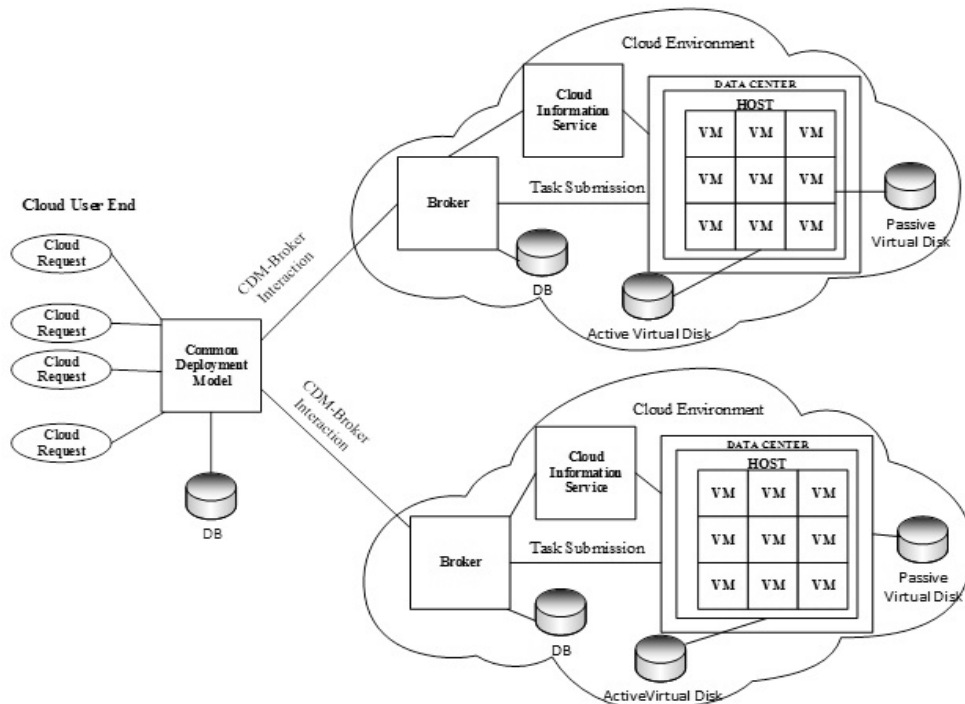 Cloud User End
Cloud
Request
Cloud
Request
Cloud
Request
Cloud
Request
Common
Deployment
Model
DB
CDM-Broker
Interaction
CDM-Broker
Interaction
Cloud Environment
Cloud
Information
Service
Broker
Task Submission
DB
DATA CENTER
HOST
VM VM VM
VM VM VM
VM VM VM
Passive
Virtual Disk
Active Virtual Disk
Cloud Environment
Cloud
Information
Service
Broker
Task Submission
DB
DATA CENTER
HOST
VM VM VM
VM VM VM
VM VM VM
Passive
Virtual Disk
ActiveVirtual Disk